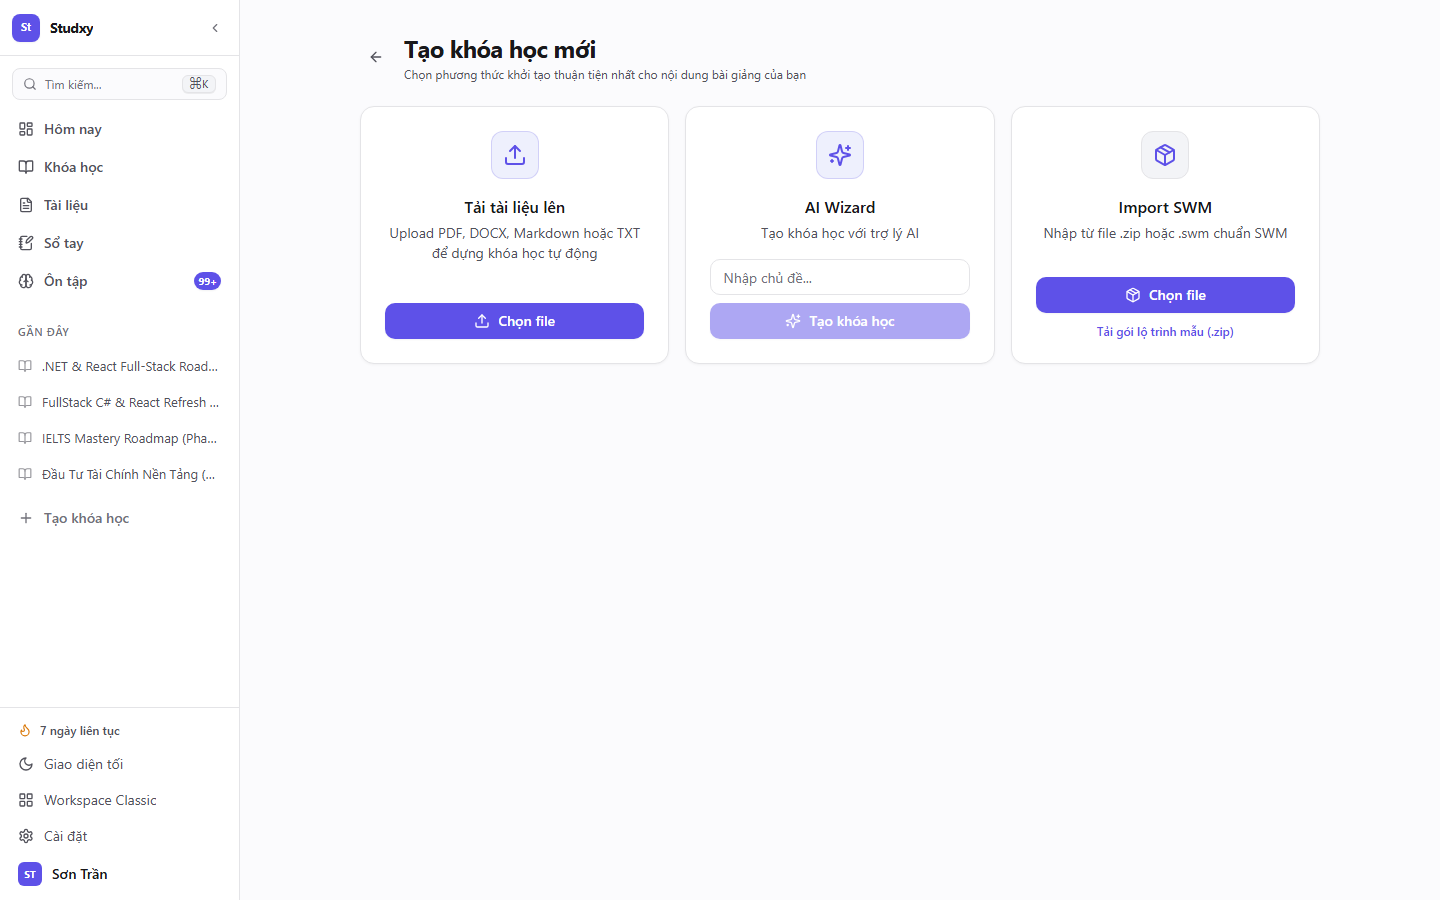 St Studxy
Tìm kiếm... ⌘K
Hôm nay
Khóa học
Tài liệu
Sổ tay
Ôn tập 99+
GẦN ĐÂY
.NET & React Full-Stack Road...
FullStack C# & React Refresh ...
IELTS Mastery Roadmap (Pha...
Đầu Tư Tài Chính Nền Tảng (...
Tạo khóa học
7 ngày liên tục
Giao diện tối
Workspace Classic
Cài đặt
ST Sơn Trần
Tạo khóa học mới
Chọn phương thức khởi tạo thuận tiện nhất cho nội dung bài giảng của bạn
Tải tài liệu lên
Upload PDF, DOCX, Markdown hoặc TXT
để dựng khóa học tự động
Chọn file
AI Wizard
Tạo khóa học với trợ lý AI
Nhập chủ đề...
Tạo khóa học
Import SWM
Nhập từ file .zip hoặc .swm chuẩn SWM
Chọn file
Tải gói lộ trình mẫu (.zip)